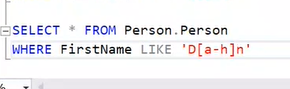 SELECT * FROM Person.Person
WHERE FirstName LIKE 'D[a-h]n'
%